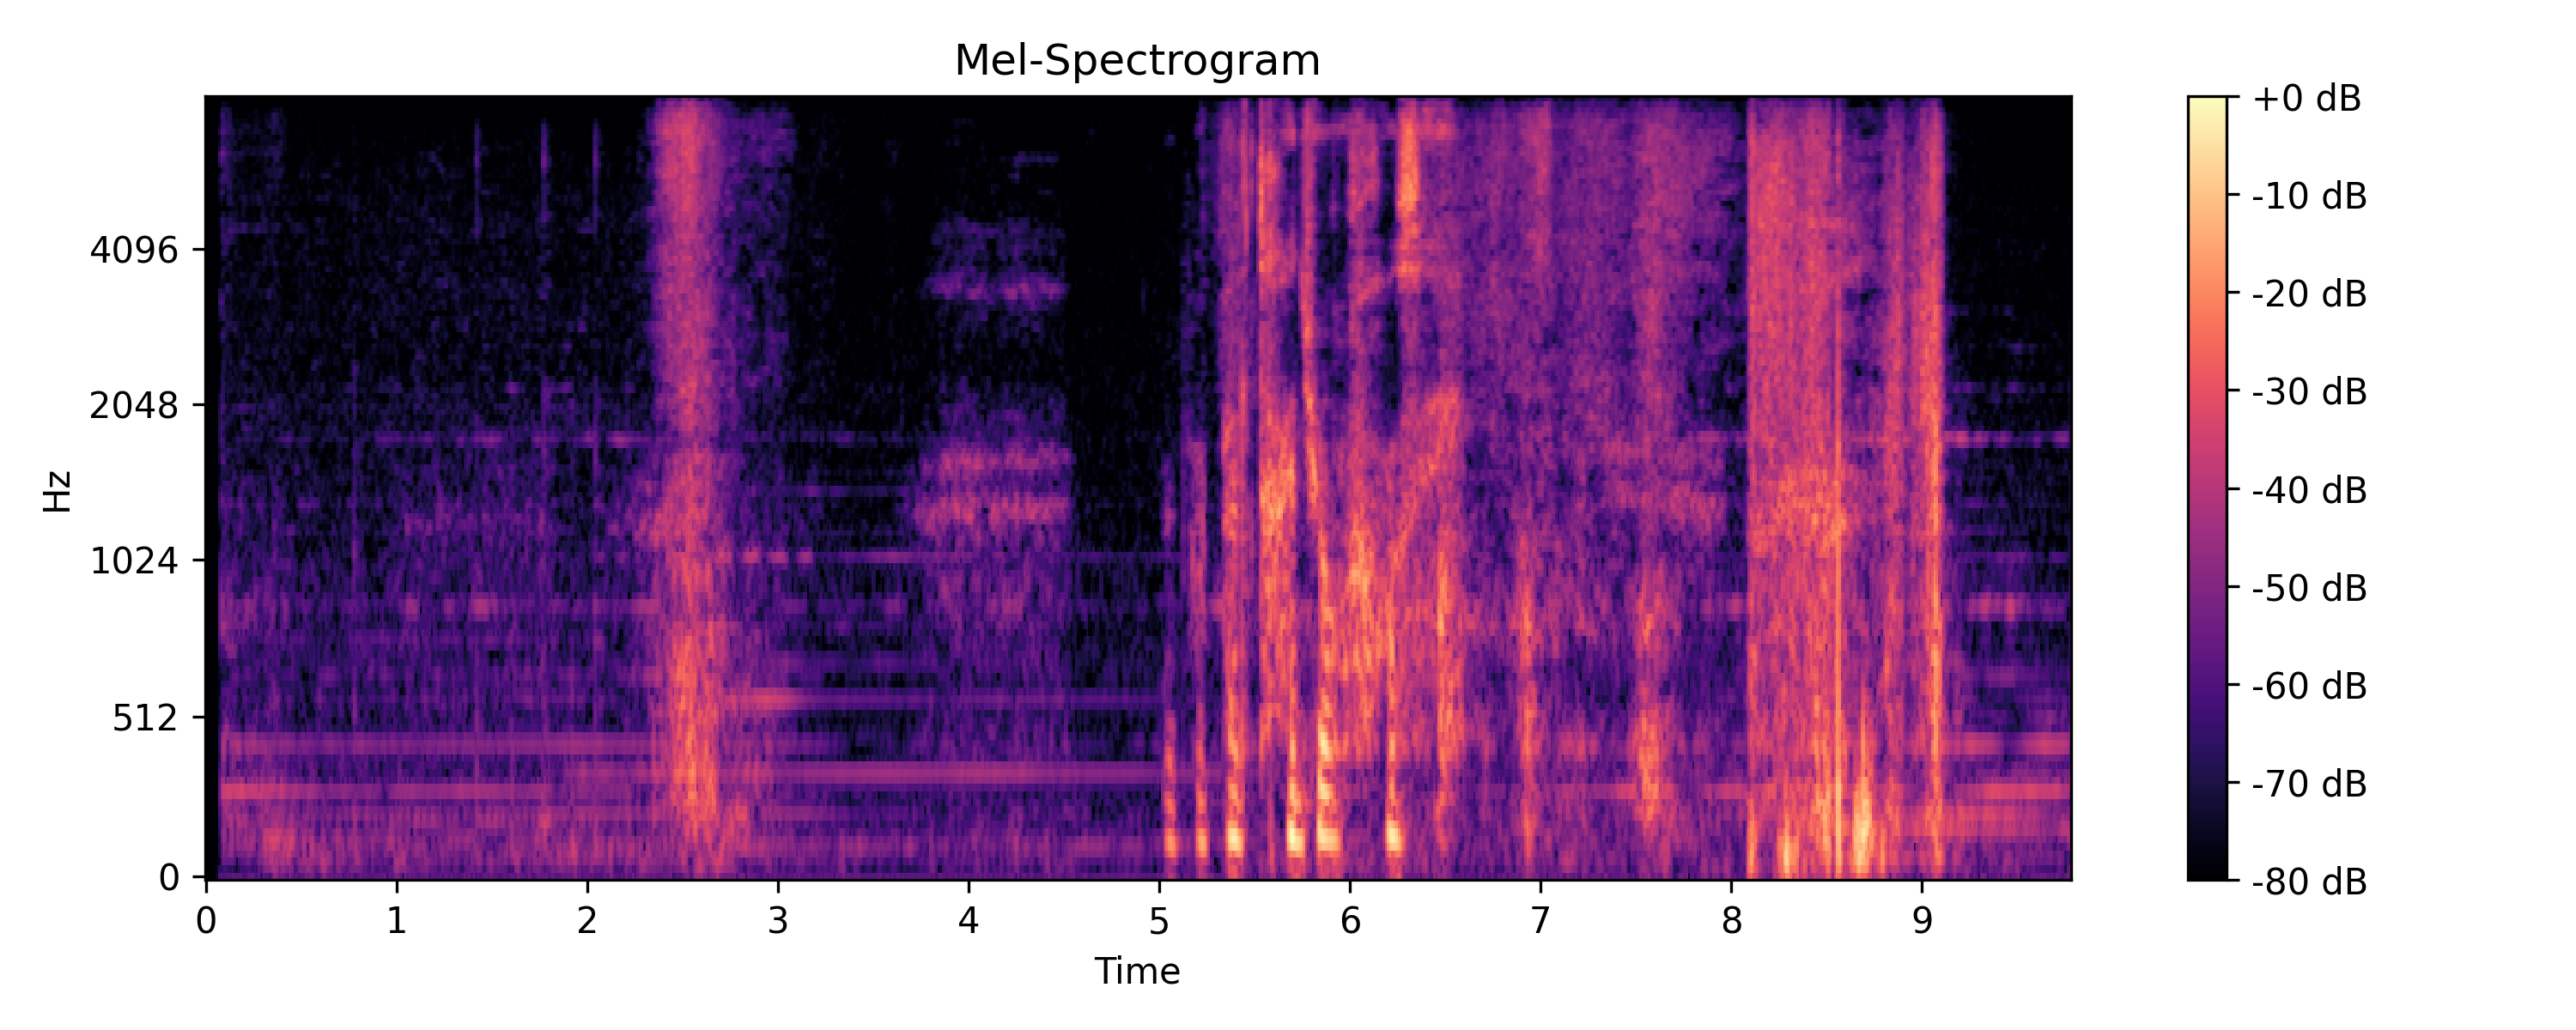 Mel-Spectrogram
Hz
4096
2048
1024
512
0
0 1 2 3 4 5 6 7 8 9
Time
+0 dB
-10 dB
-20 dB
-30 dB
-40 dB
-50 dB
-60 dB
-70 dB
-80 dB